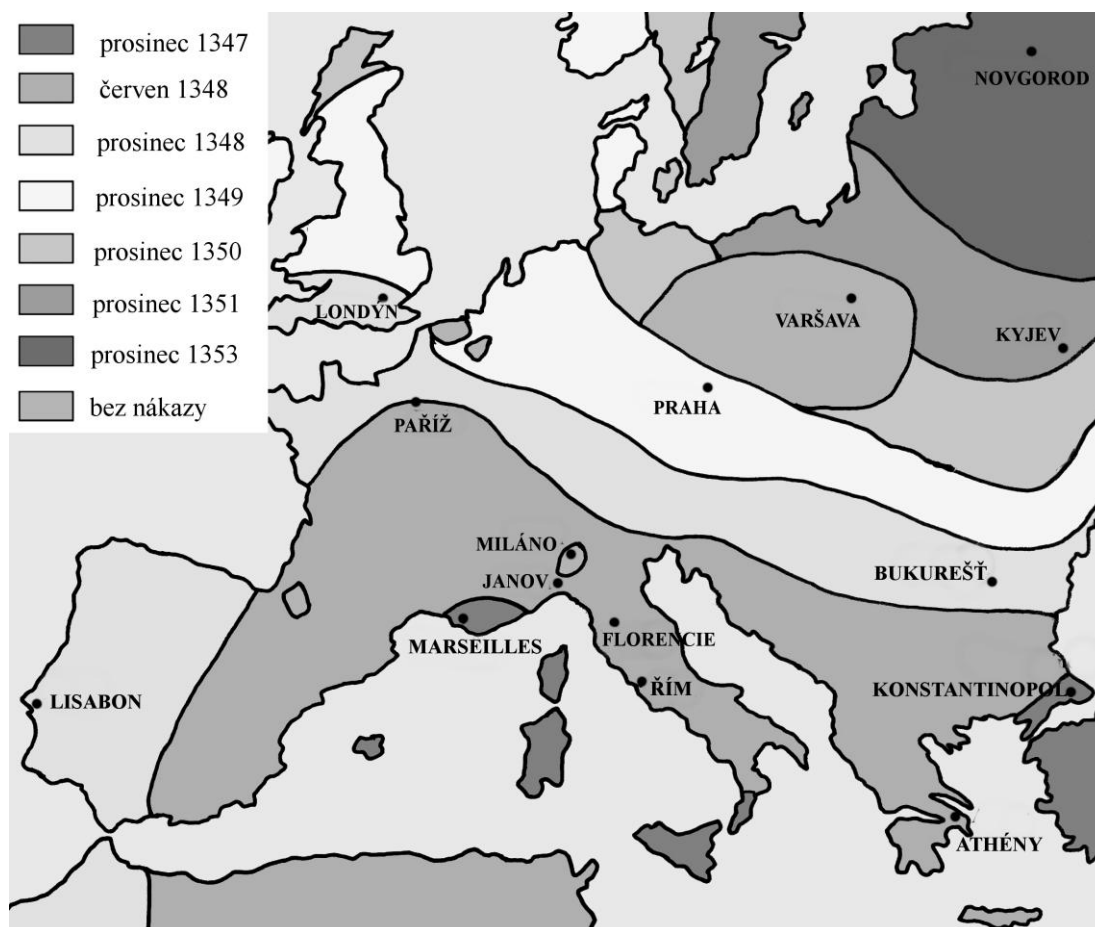 prosinec 1347
červen 1348
prosinec 1348
prosinec 1349
prosinec 1350
prosinec 1351
prosinec 1353
bez nákazy
NOVGOROD
LONDÝN
VARŠAVA
KYJEV
PRAHA
PAŘÍŽ
MILÁNO
JANOV
BUKUREŠŤ
MARSEILLES
FLORENCIE
ŘÍM
KONSTANTINOPOL
LISABON
ATHÉNY